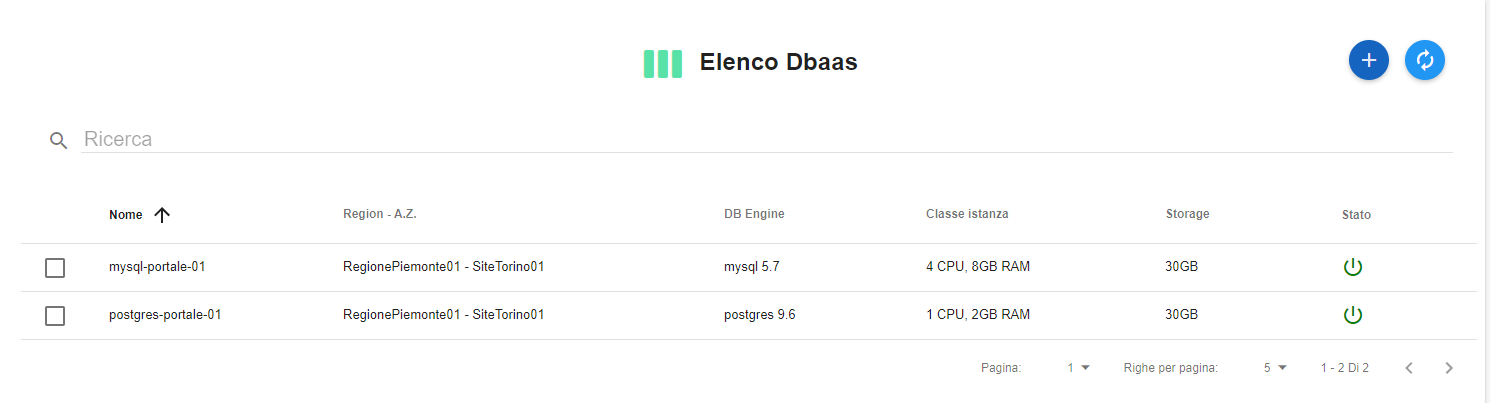 Elenco Dbaas
Ricerca
Nome Region - A.Z. DB Engine Classe istanza Storage Stato
mysql-portale-01 RegionePiemonte01 - SiteTorino01 mysql 5.7 4 CPU, 8GB RAM 30GB
postgres-portale-01 RegionePiemonte01 - SiteTorino01 postgres 9.6 1 CPU, 2GB RAM 30GB
Pagina: 1 Righe per pagina: 5 1 - 2 Di 2